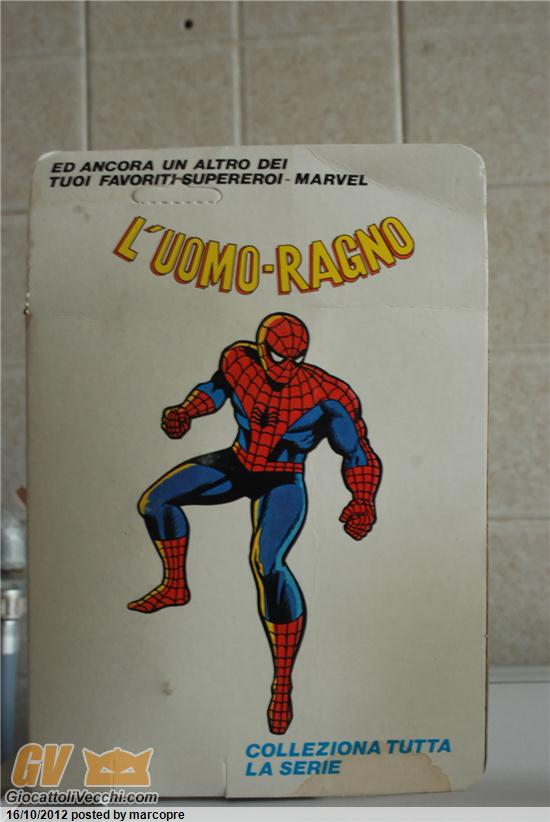 ED ANCORA UN ALTRO DEI
TUOI FAVORITI SUPEREROI - MARVEL
L'UOMO-RAGNO
COLLEZIONA TUTTA
LA SERIE
GV
GiocattoliVecchi.com
16/10/2012 posted by marcopre